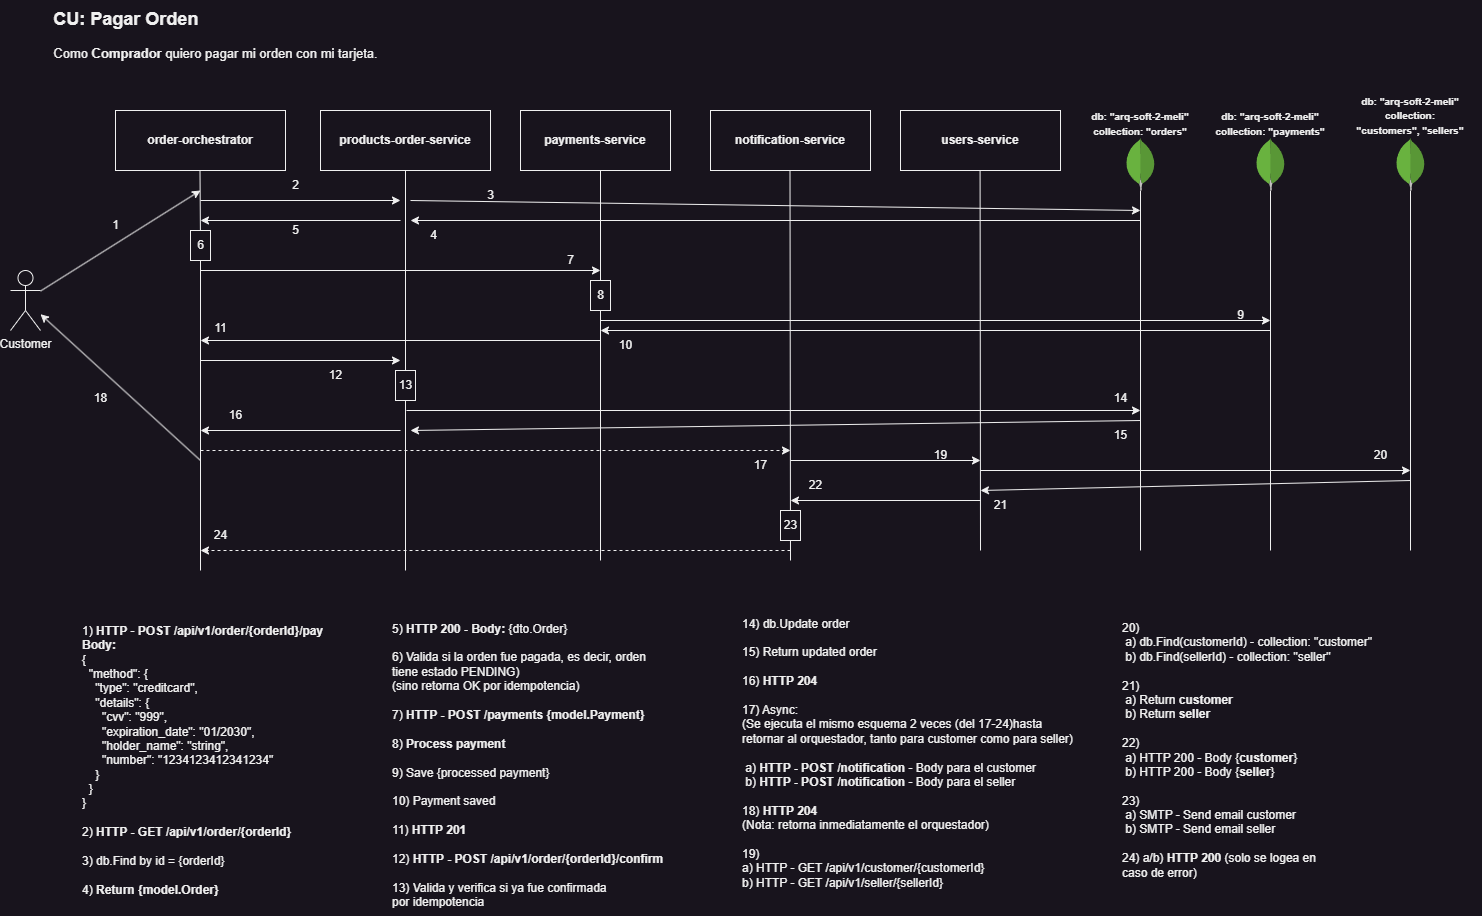 CU: Pagar Orden
Como Comprador quiero pagar mi orden con mi tarjeta.
order-orchestrator
products-order-service
payments-service
notification-service
users-service
db: "arq-soft-2-meli"
collection: "orders"
db: "arq-soft-2-meli"
collection: "payments"
db: "arq-soft-2-meli"
collection:
"customers", "sellers"
1
2
3
4
5
6
7
8
9
10
11
12
13
14
15
16
17
18
19
20
21
22
23
24
Customer
1) HTTP - POST /api/v1/order/{orderId}/pay
Body:
{
"method": {
"type": "creditcard",
"details": {
"cvv": "999",
"expiration_date": "01/2030",
"holder_name": "string",
"number": "1234123412341234"
}
}
}
2) HTTP - GET /api/v1/order/{orderId}
3) db.Find by id = {orderId}
4) Return {model.Order}
5) HTTP 200 - Body: {dto.Order}
6) Valida si la orden fue pagada, es decir, orden
tiene estado PENDING)
(sino retorna OK por idempotencia)
7) HTTP - POST /payments {model.Payment}
8) Process payment
9) Save {processed payment}
10) Payment saved
11) HTTP 201
12) HTTP - POST /api/v1/order/{orderId}/confirm
13) Valida y verifica si ya fue confirmada
por idempotencia
14) db.Update order
15) Return updated order
16) HTTP 204
17) Async:
(Se ejecuta el mismo esquema 2 veces (del 17-24)hasta
retornar al orquestador, tanto para customer como para seller)
a) HTTP - POST /notification - Body para el customer
b) HTTP - POST /notification - Body para el seller
18) HTTP 204
(Nota: retorna inmediatamente el orquestador)
19)
a) HTTP - GET /api/v1/customer/{customerId}
b) HTTP - GET /api/v1/seller/{sellerId}
20)
a) db.Find(customerId) - collection: "customer"
b) db.Find(sellerId) - collection: "seller"
21)
a) Return customer
b) Return seller
22)
a) HTTP 200 - Body {customer}
b) HTTP 200 - Body {seller}
23)
a) SMTP - Send email customer
b) SMTP - Send email seller
24) a/b) HTTP 200 (solo se logea en
caso de error)